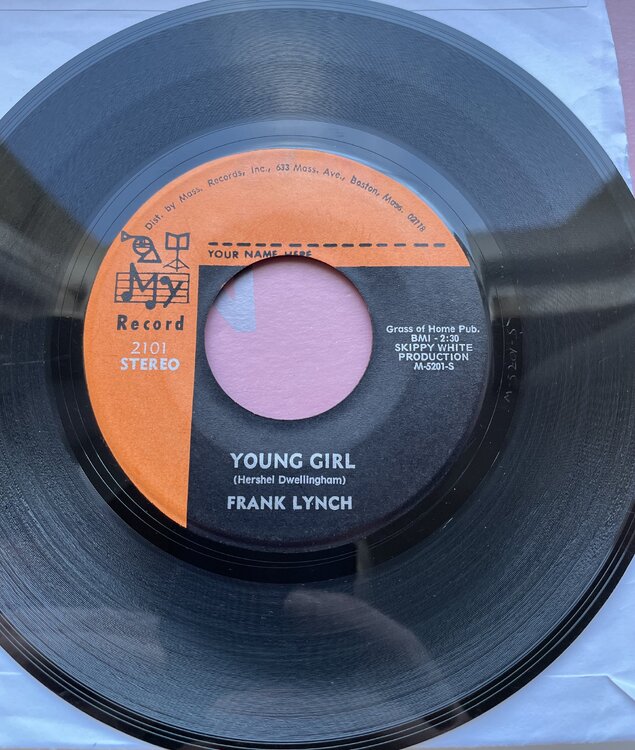 Dist. by Mass. Records, Inc., 633 Mass. Ave., Boston, Mass. 02118
YOUR NAME HERE
My
Record
2101
STEREO
Grass of Home Pub.
BMI - 2:30
SKIPPY WHITE
PRODUCTION
M-5201-S
YOUNG GIRL
(Hershel Dwellingham)
FRANK LYNCH